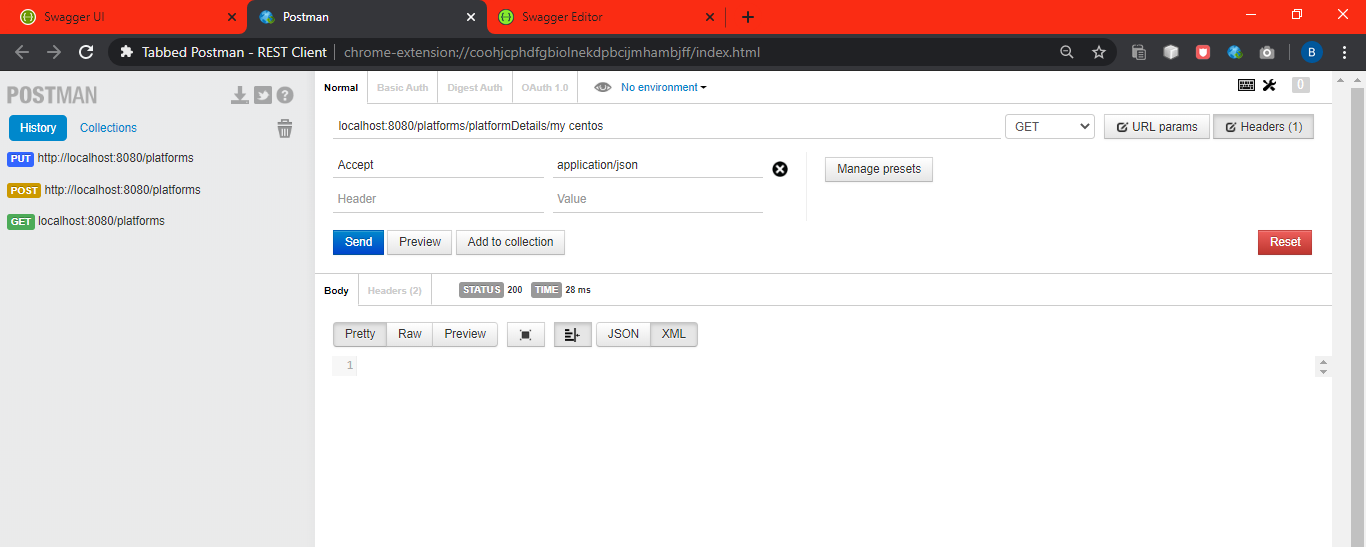 Swagger UI
Postman
Swagger Editor
Tabbed Postman - REST Client
chrome-extension://coohjcphdfgbiolnekdpbcijmhambjff/index.html
B
POSTMAN
History Collections
PUT http://localhost:8080/platforms
POST http://localhost:8080/platforms
GET localhost:8080/platforms
Normal Basic Auth Digest Auth OAuth 1.0 No environment 0
localhost:8080/platforms/platformDetails/my centos GET URL params Headers (1)
Accept application/json Manage presets
Header Value
Send Preview Add to collection Reset
Body Headers (2) STATUS 200 TIME 28 ms
Pretty Raw Preview JSON XML
1